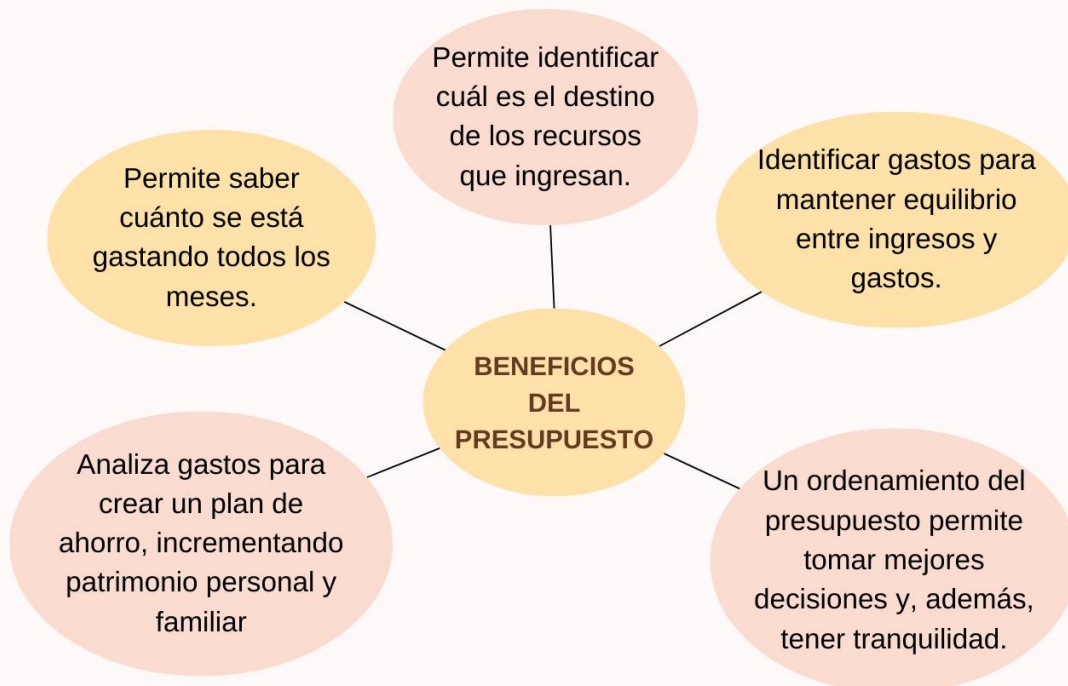 Permite identificar
cuál es el destino
de los recursos
que ingresan.
Permite saber
cuánto se está
gastando todos los
meses.
Identificar gastos para
mantener equilibrio
entre ingresos y
gastos.
BENEFICIOS
DEL
PRESUPUESTO
Analiza gastos para
crear un plan de
ahorro, incrementando
patrimonio personal y
familiar
Un ordenamiento del
presupuesto permite
tomar mejores
decisiones y, además,
tener tranquilidad.